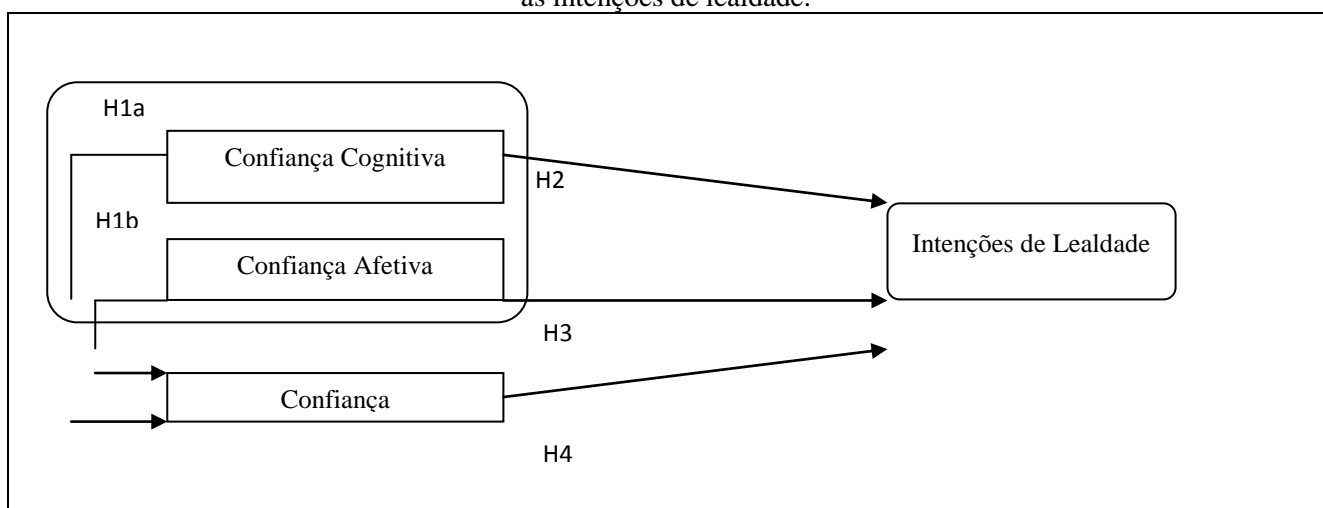 as intenções de lealdade.
H1a
Confiança Cognitiva
H2
H1b
Intenções de Lealdade
Confiança Afetiva
H3
Confiança
H4